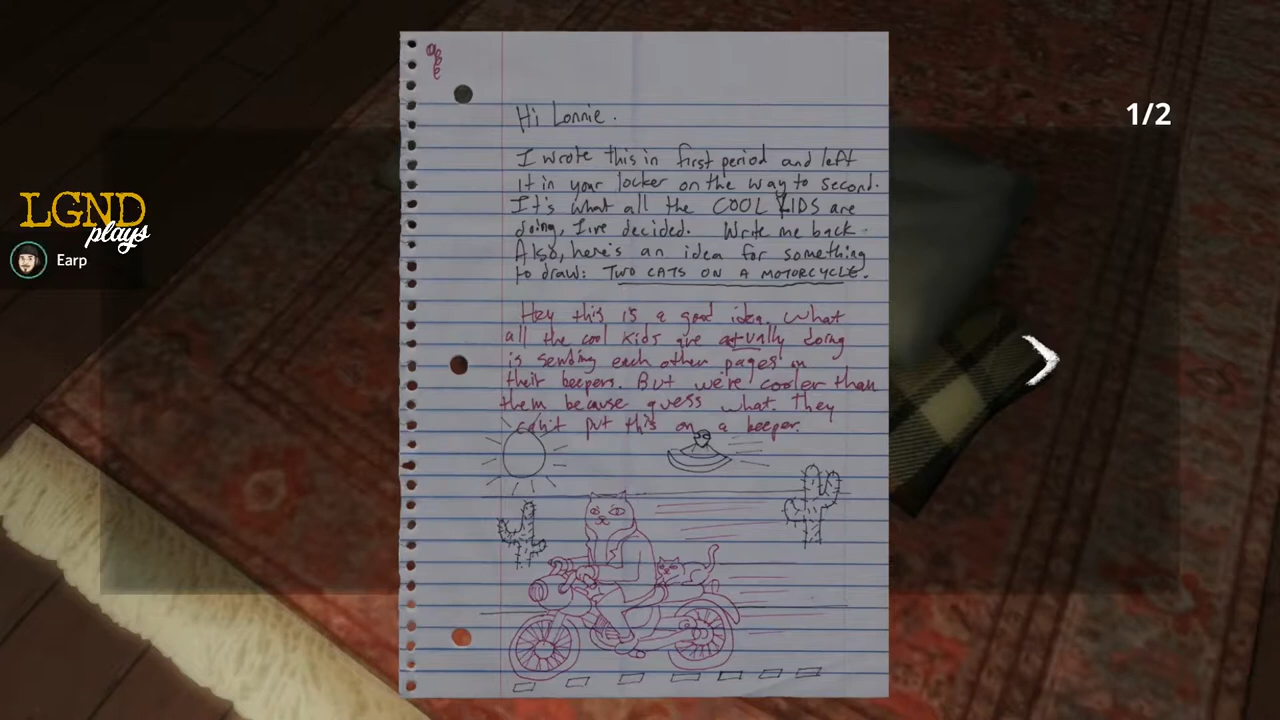 1/2
LGND
plays
Earp
Hi Lonnie.
I wrote this in first period and left
it in your locker on the way to second.
It's what all the COOL KIDS are
doing, I've decided. Write me back.
Also, here's an idea for something
to draw: TWO CATS ON A MOTORCYCLE.
Hey this is a good idea. What
all the cool kids are actually doing
is sending each other pages on
their beepers. But we're cooler than
them because guess what. They
can't put this on a beeper.